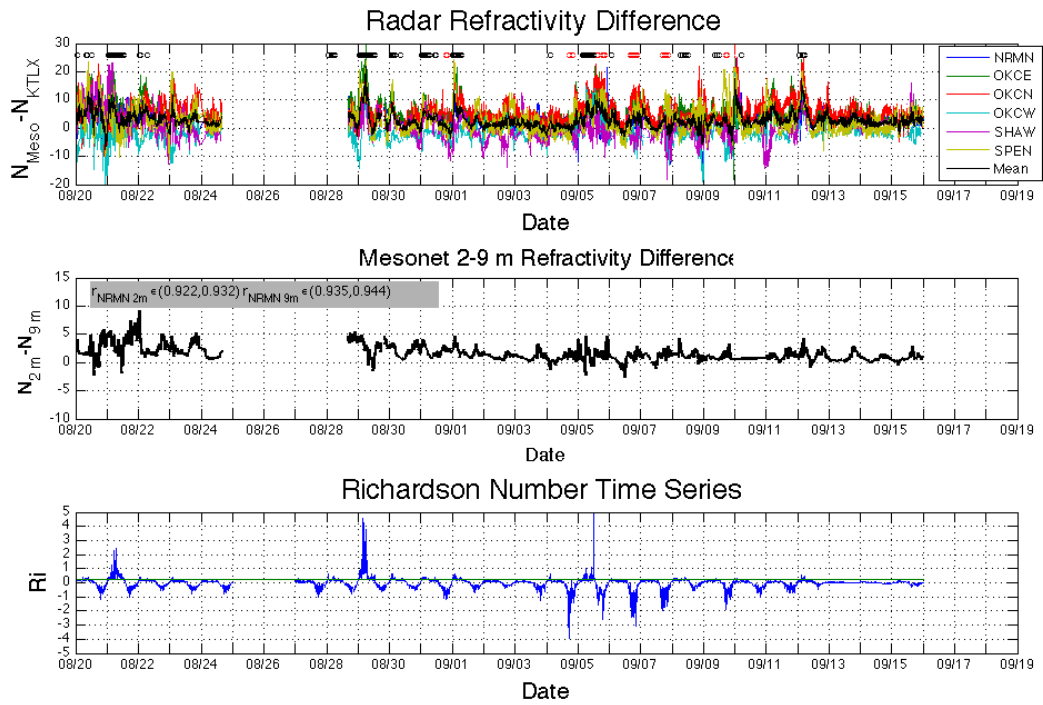 Radar Refractivity Difference
N_Meso -N_KTLX
30
20
10
0
-10
-20
08/20 08/22 08/24 08/26 08/28 08/30 09/01 09/03 09/05 09/07 09/09 09/11 09/13 09/15 09/17 09/19
Date
NRMN
OKCE
OKCN
OKCW
SHAW
SPEN
Mean
Mesonet 2-9 m Refractivity Difference
r_NRMN 2m ∈(0.922,0.932) r_NRMN 9m ∈(0.935,0.944)
N_2 m-N_9 m
15
10
5
0
-5
-10
08/20 08/22 08/24 08/26 08/28 08/30 09/01 09/03 09/05 09/07 09/09 09/11 09/13 09/15 09/17 09/19
Date
Richardson Number Time Series
Ri
5
4
3
2
1
0
-1
-2
-3
-4
-5
08/20 08/22 08/24 08/26 08/28 08/30 09/01 09/03 09/05 09/07 09/09 09/11 09/13 09/15 09/17 09/19
Date